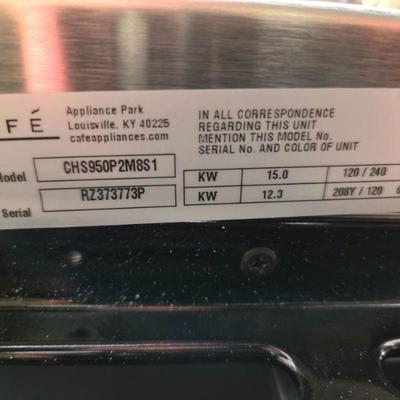 FÉ
Appliance Park
Louisville, KY 40225
cafeappliances.com
IN ALL CORRESPONDENCE
REGARDING THIS UNIT
MENTION THIS MODEL No.
SERIAL No. AND COLOR OF UNIT
Model CHS950P2M8S1
Serial RZ373773P
KW 15.0 120 / 240
KW 12.3 208Y / 120